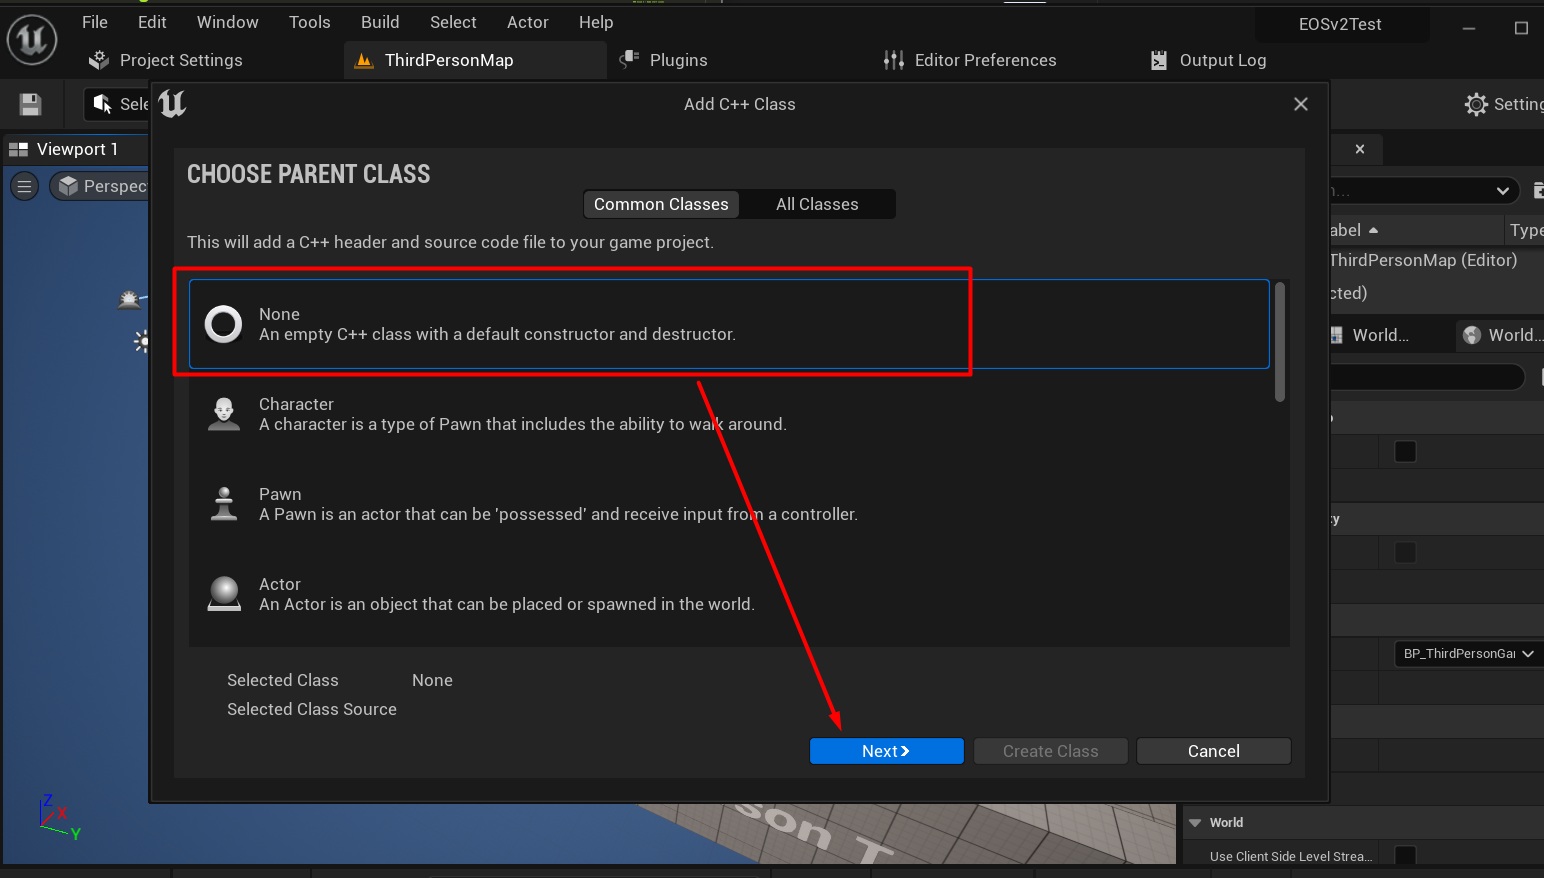 File Edit Window Tools Build Select Actor Help
EOSv2Test
Project Settings
ThirdPersonMap
Plugins
Editor Preferences
Output Log
Sele
Add C++ Class
Setting
Viewport 1
Perspec
CHOOSE PARENT CLASS
Common Classes
All Classes
This will add a C++ header and source code file to your game project.
None
An empty C++ class with a default constructor and destructor.
Character
A character is a type of Pawn that includes the ability to walk around.
Pawn
A Pawn is an actor that can be 'possessed' and receive input from a controller.
Actor
An Actor is an object that can be placed or spawned in the world.
Selected Class None
Selected Class Source
Next
Create Class
Cancel
abel
Type
ThirdPersonMap (Editor)
cted)
World...
World...
BP_ThirdPersonGa
World
Use Client Side Level Strea...
Z
X
Y
son T